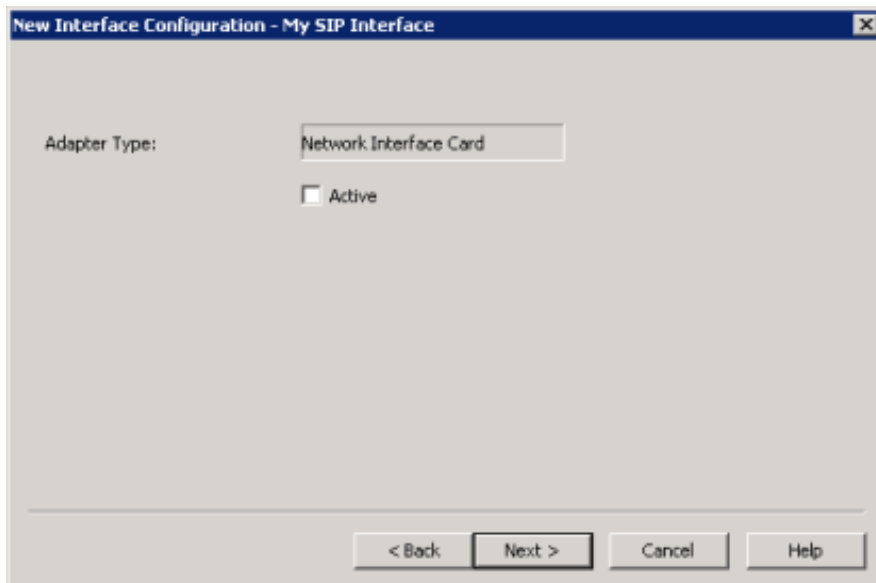 New Interface Configuration - My SIP Interface
Adapter Type: Network Interface Card
Active
< Back Next > Cancel Help